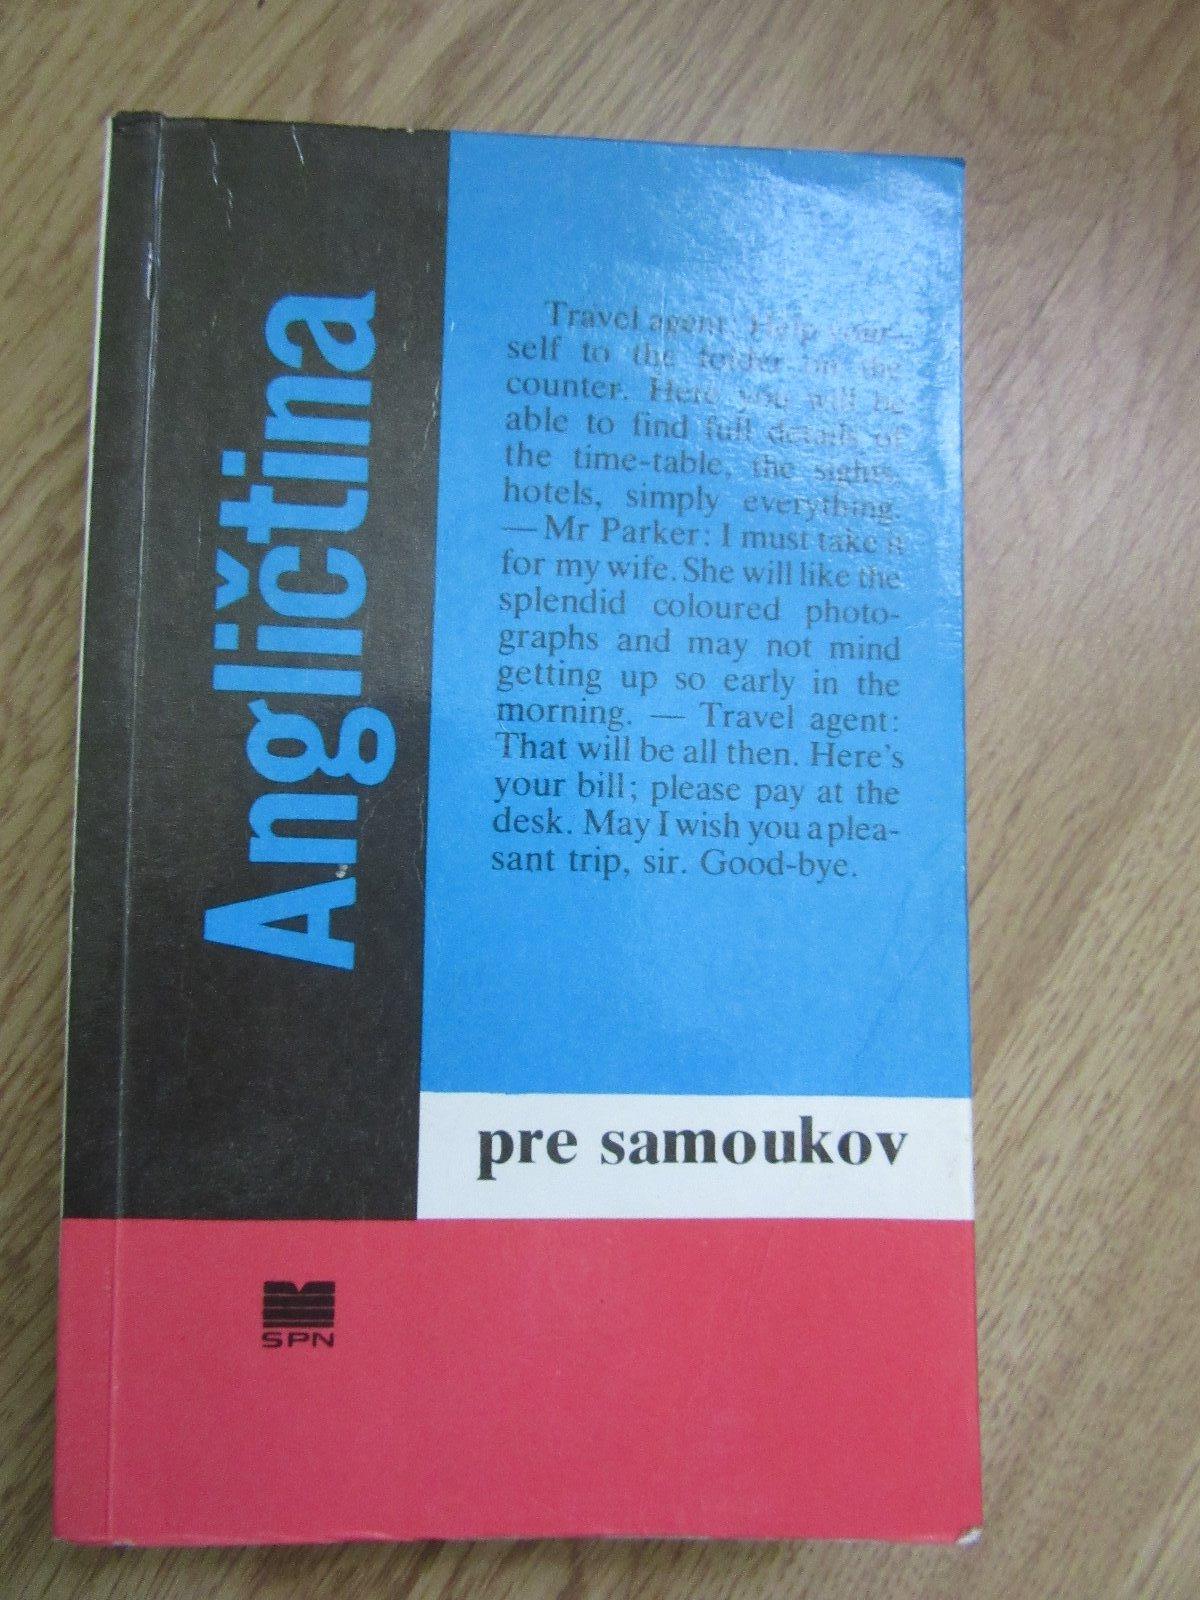 Angličtina
Travel agent: Help your-
self to the folder on the
counter. Here you will be
able to find full details of
the time-table, the sights,
hotels, simply everything.
— Mr Parker: I must take it
for my wife. She will like the
splendid coloured photo-
graphs and may not mind
getting up so early in the
morning. — Travel agent:
That will be all then. Here's
your bill; please pay at the
desk. May I wish you a plea-
sant trip, sir. Good-bye.
pre samoukov
SPN